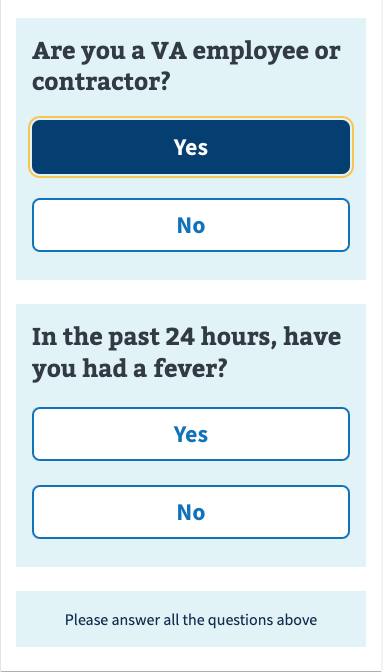 Are you a VA employee or
contractor?
Yes
No
In the past 24 hours, have
you had a fever?
Yes
No
Please answer all the questions above